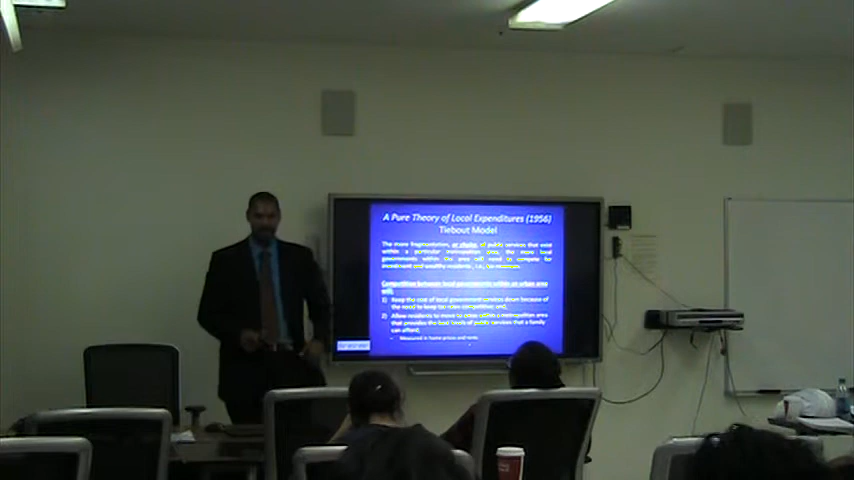 A Pure Theory of Local Expenditures (1956)
Tiebout Model
The more fragmentation, or choice of public services that exist
within a particular metropolitan area, the more local
governments within the area will need to compete for
investment and wealthy residents, i.e., tax revenues.
Competition between local governments within an urban area
will:
1) Keep the cost of local government services down because of
the need to keep tax rates competitive; and,
2) Allow residents to move to areas within a metropolitan area
that provides the best levels of public services that a family
can afford.
- Measured in home prices and rents.